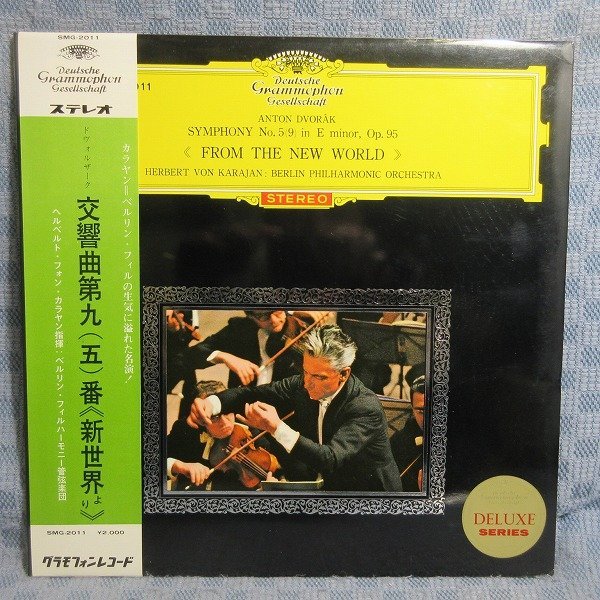 SMG-2011
Deutsche
Grammophon
Gesellschaft
ステレオ
ドヴォルザーク
交響曲第九(五)番《新世界より》
カラヤン=ベルリン・フィルの生気に溢れた名演!
ヘルベルト・フォン・カラヤン指揮:ベルリン・フィルハーモニー管弦楽団
SMG-2011 ¥2,000
グラモフォンレコード
011
Deutsche
Grammophon
Gesellschaft
ANTON DVOŘÁK
SYMPHONY No. 5(9) in E minor, Op. 95
《 FROM THE NEW WORLD 》
HERBERT VON KARAJAN: BERLIN PHILHARMONIC ORCHESTRA
STEREO
DELUXE
SERIES